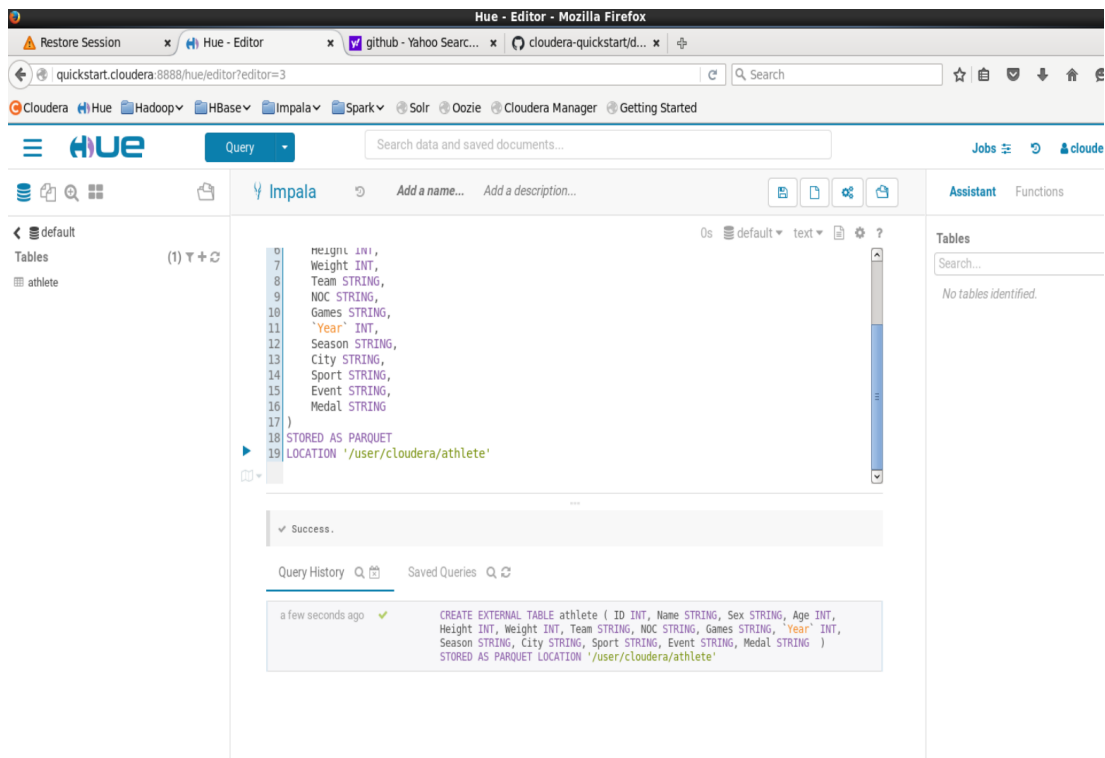 Hue - Editor - Mozilla Firefox
Restore Session
Hue - Editor
github - Yahoo Searc...
cloudera-quickstart/d...
quickstart.cloudera:8888/hue/editor?editor=3
Search
Cloudera Hue Hadoop HBase Impala Spark Solr Oozie Cloudera Manager Getting Started
HUE
Query
Search data and saved documents...
Jobs
cloude
Impala
Add a name...
Add a description...
Assistant
Functions
default
Tables
(1)
athlete
0s
default
text
?
6 Height INT,
7 Weight INT,
8 Team STRING,
9 NOC STRING,
10 Games STRING,
11 `Year` INT,
12 Season STRING,
13 City STRING,
14 Sport STRING,
15 Event STRING,
16 Medal STRING
17 )
18 STORED AS PARQUET
19 LOCATION '/user/cloudera/athlete'
Tables
Search...
No tables identified.
Success.
Query History
Saved Queries
a few seconds ago
CREATE EXTERNAL TABLE athlete ( ID INT, Name STRING, Sex STRING, Age INT,
Height INT, Weight INT, Team STRING, NOC STRING, Games STRING, `Year` INT,
Season STRING, City STRING, Sport STRING, Event STRING, Medal STRING )
STORED AS PARQUET LOCATION '/user/cloudera/athlete'